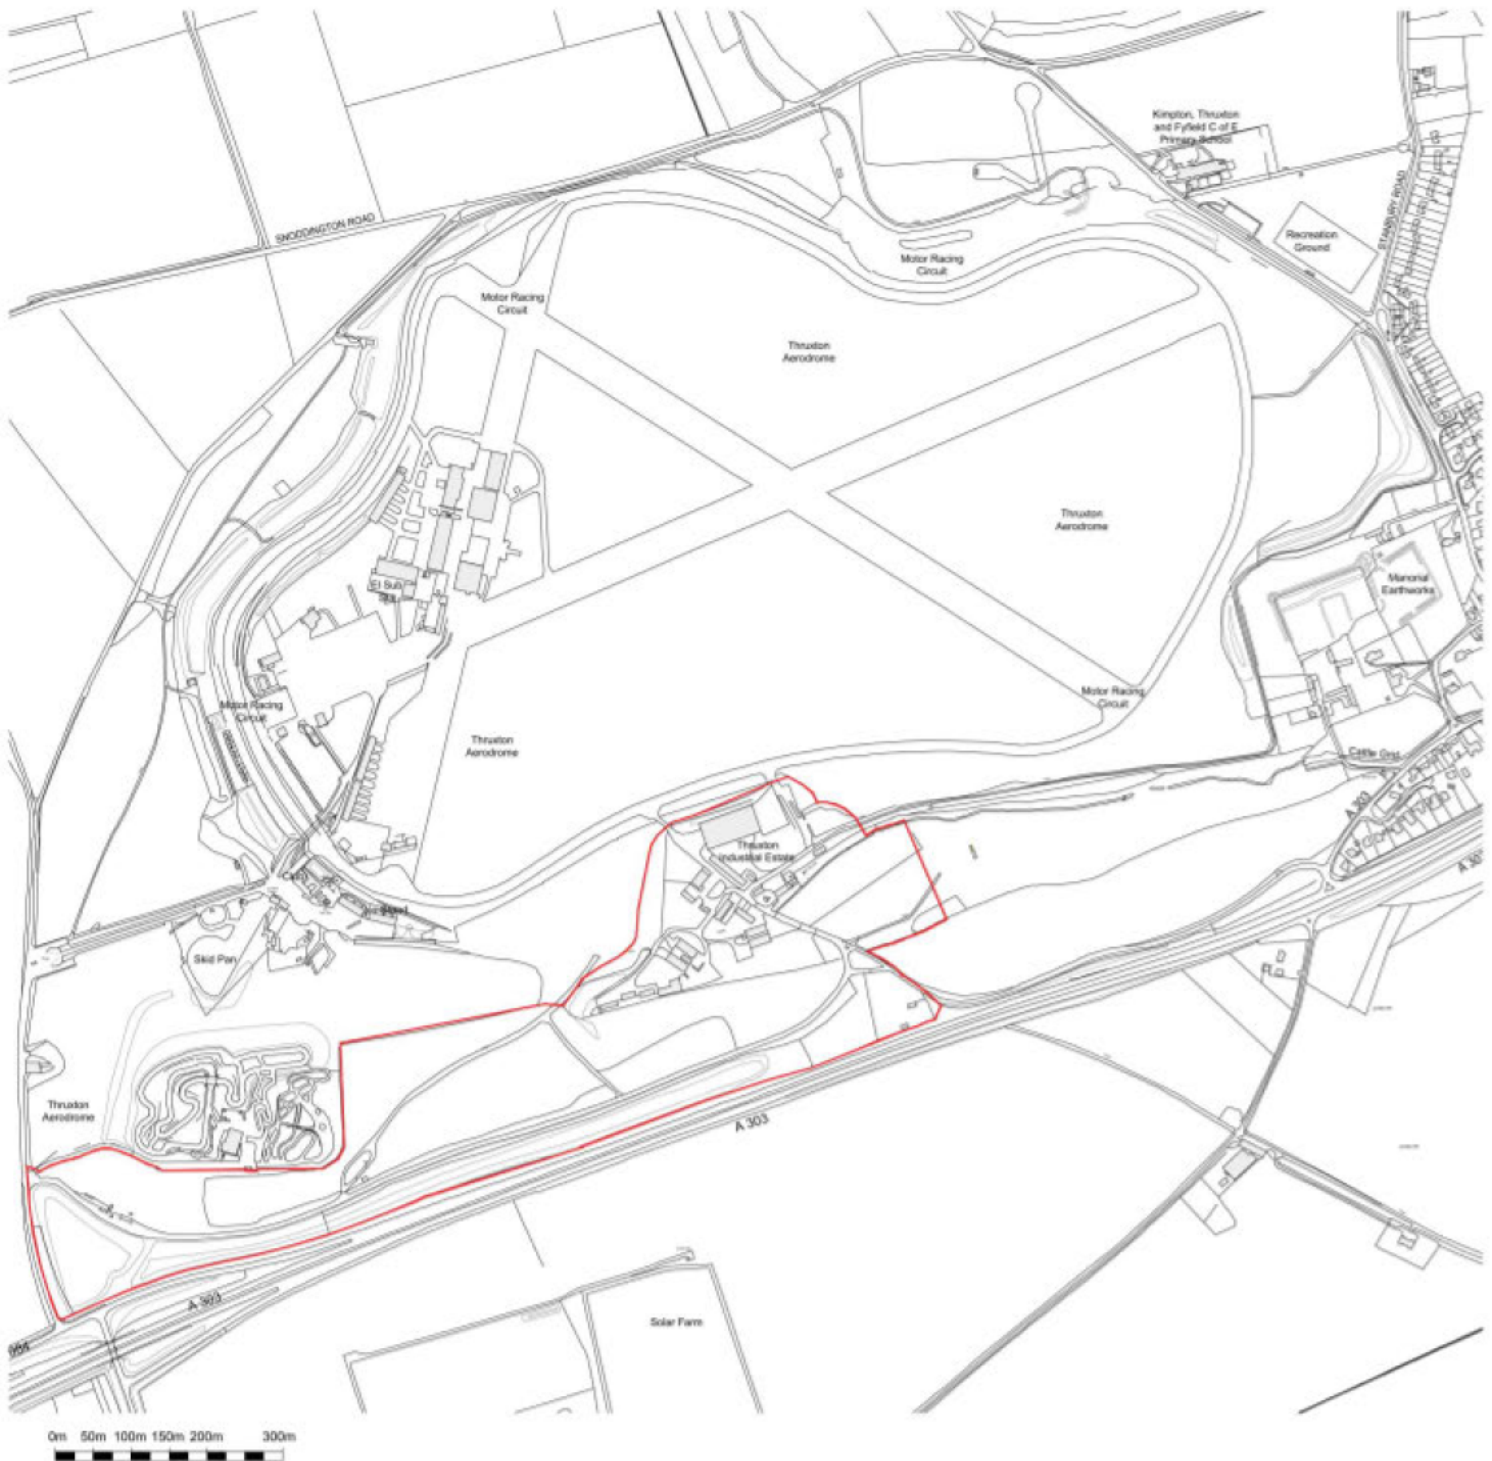 Kimpton, Thruxton
and Fyfield C of E
Primary School
SNODDINGTON ROAD
STANBURY ROAD
Recreation
Ground
Motor Racing
Circuit
Motor Racing
Circuit
Thruxton
Aerodrome
Thruxton
Aerodrome
El Sub
Sta
Manorial
Earthworks
Motor Racing
Circuit
Motor Racing
Circuit
Thruxton
Aerodrome
Cattle Grid
A 303
Thruxton
Industrial Estate
A 303
Skid Pan
Thruxton
Aerodrome
A 303
A 303
Solar Farm
0m 50m 100m 150m 200m 300m